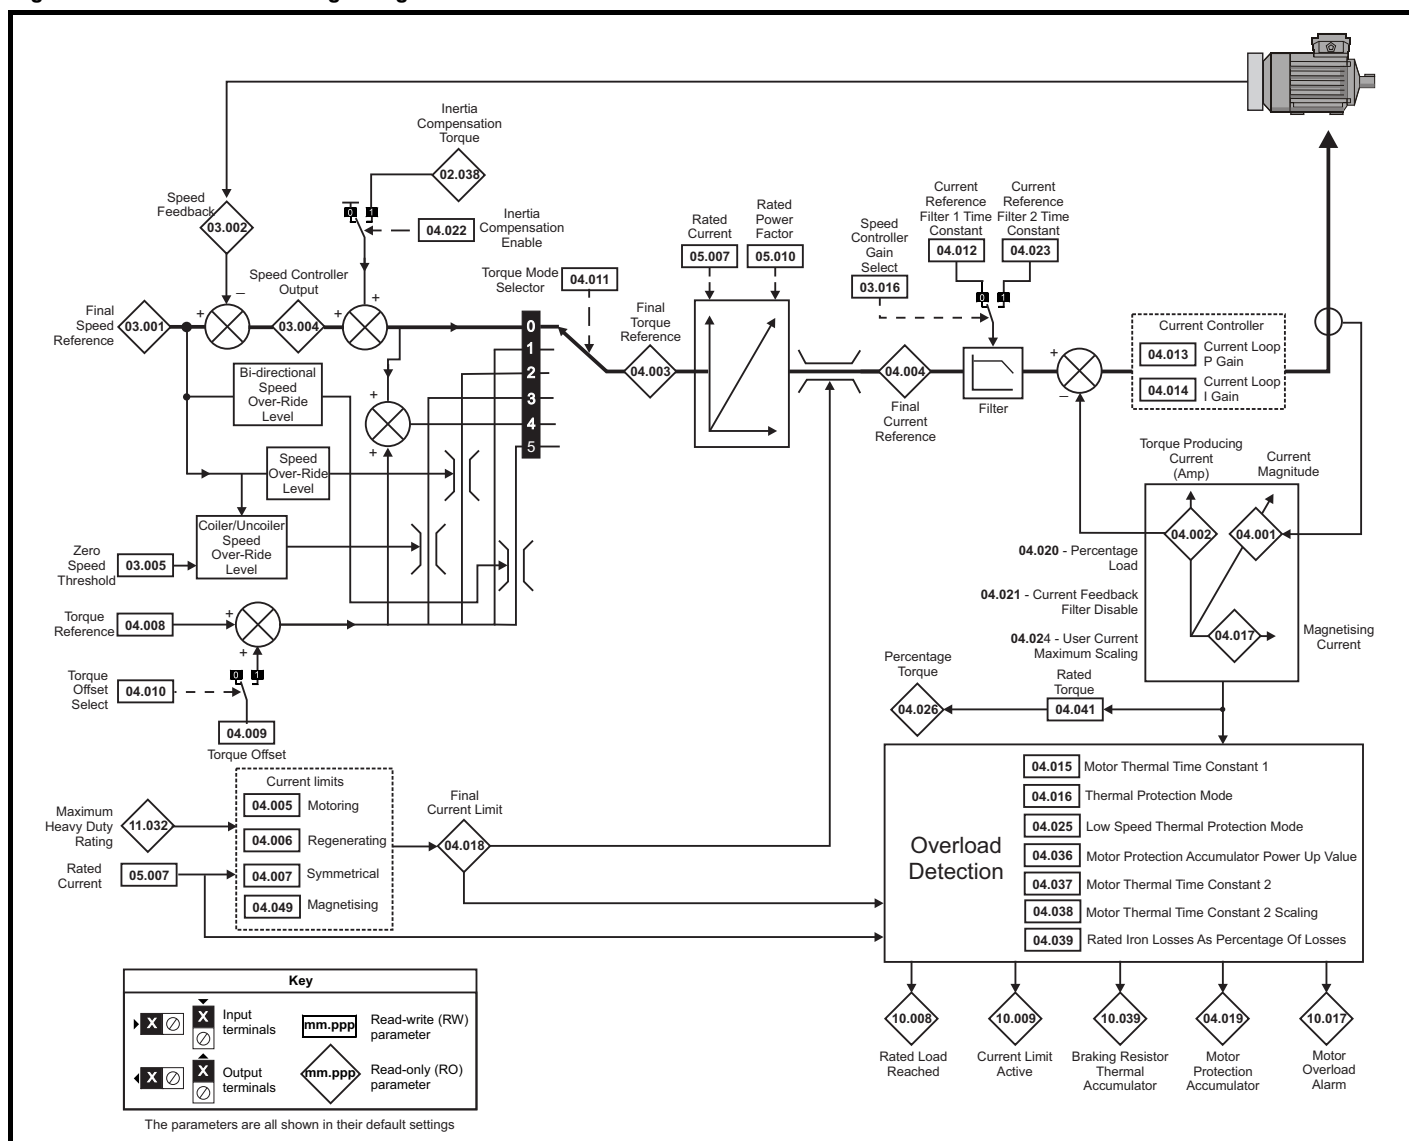 Inertia
Compensation
Torque
02.038
Speed
Feedback
03.002
0 1
04.022
Inertia
Compensation
Enable
Final
Speed
Reference
03.001
Speed Controller
Output
03.004
Torque Mode
Selector
04.011
0
1
2
3
4
5
Final
Torque
Reference
04.003
Rated
Current
05.007
Rated
Power
Factor
05.010
Speed
Controller
Gain
Select
03.016
Current
Reference
Filter 1 Time
Constant
04.012
Current
Reference
Filter 2 Time
Constant
04.023
0 1
04.004
Final
Current
Reference
Filter
Current Controller
04.013 Current Loop
P Gain
04.014 Current Loop
I Gain
Bi-directional
Speed
Over-Ride
Level
Speed
Over-Ride
Level
Coiler/Uncoiler
Speed
Over-Ride
Level
Zero
Speed
Threshold
03.005
Torque
Reference
04.008
Torque
Offset
Select
04.010
0 1
04.009
Torque Offset
Torque Producing
Current
(Amp)
Current
Magnitude
04.002
04.001
04.017
Magnetising
Current
04.020 - Percentage
Load
04.021 - Current Feedback
Filter Disable
04.024 - User Current
Maximum Scaling
Percentage
Torque
04.026
Rated
Torque
04.041
Maximum
Heavy Duty
Rating
11.032
Rated
Current
05.007
Current limits
04.005 Motoring
04.006 Regenerating
04.007 Symmetrical
04.049 Magnetising
Final
Current Limit
04.018
Overload
Detection
04.015 Motor Thermal Time Constant 1
04.016 Thermal Protection Mode
04.025 Low Speed Thermal Protection Mode
04.036 Motor Protection Accumulator Power Up Value
04.037 Motor Thermal Time Constant 2
04.038 Motor Thermal Time Constant 2 Scaling
04.039 Rated Iron Losses As Percentage Of Losses
10.008
Rated Load
Reached
10.009
Current Limit
Active
10.039
Braking Resistor
Thermal
Accumulator
04.019
Motor
Protection
Accumulator
10.017
Motor
Overload
Alarm
Key
X X Input
terminals
mm.ppp Read-write (RW)
parameter
X X Output
terminals
mm.ppp Read-only (RO)
parameter
The parameters are all shown in their default settings